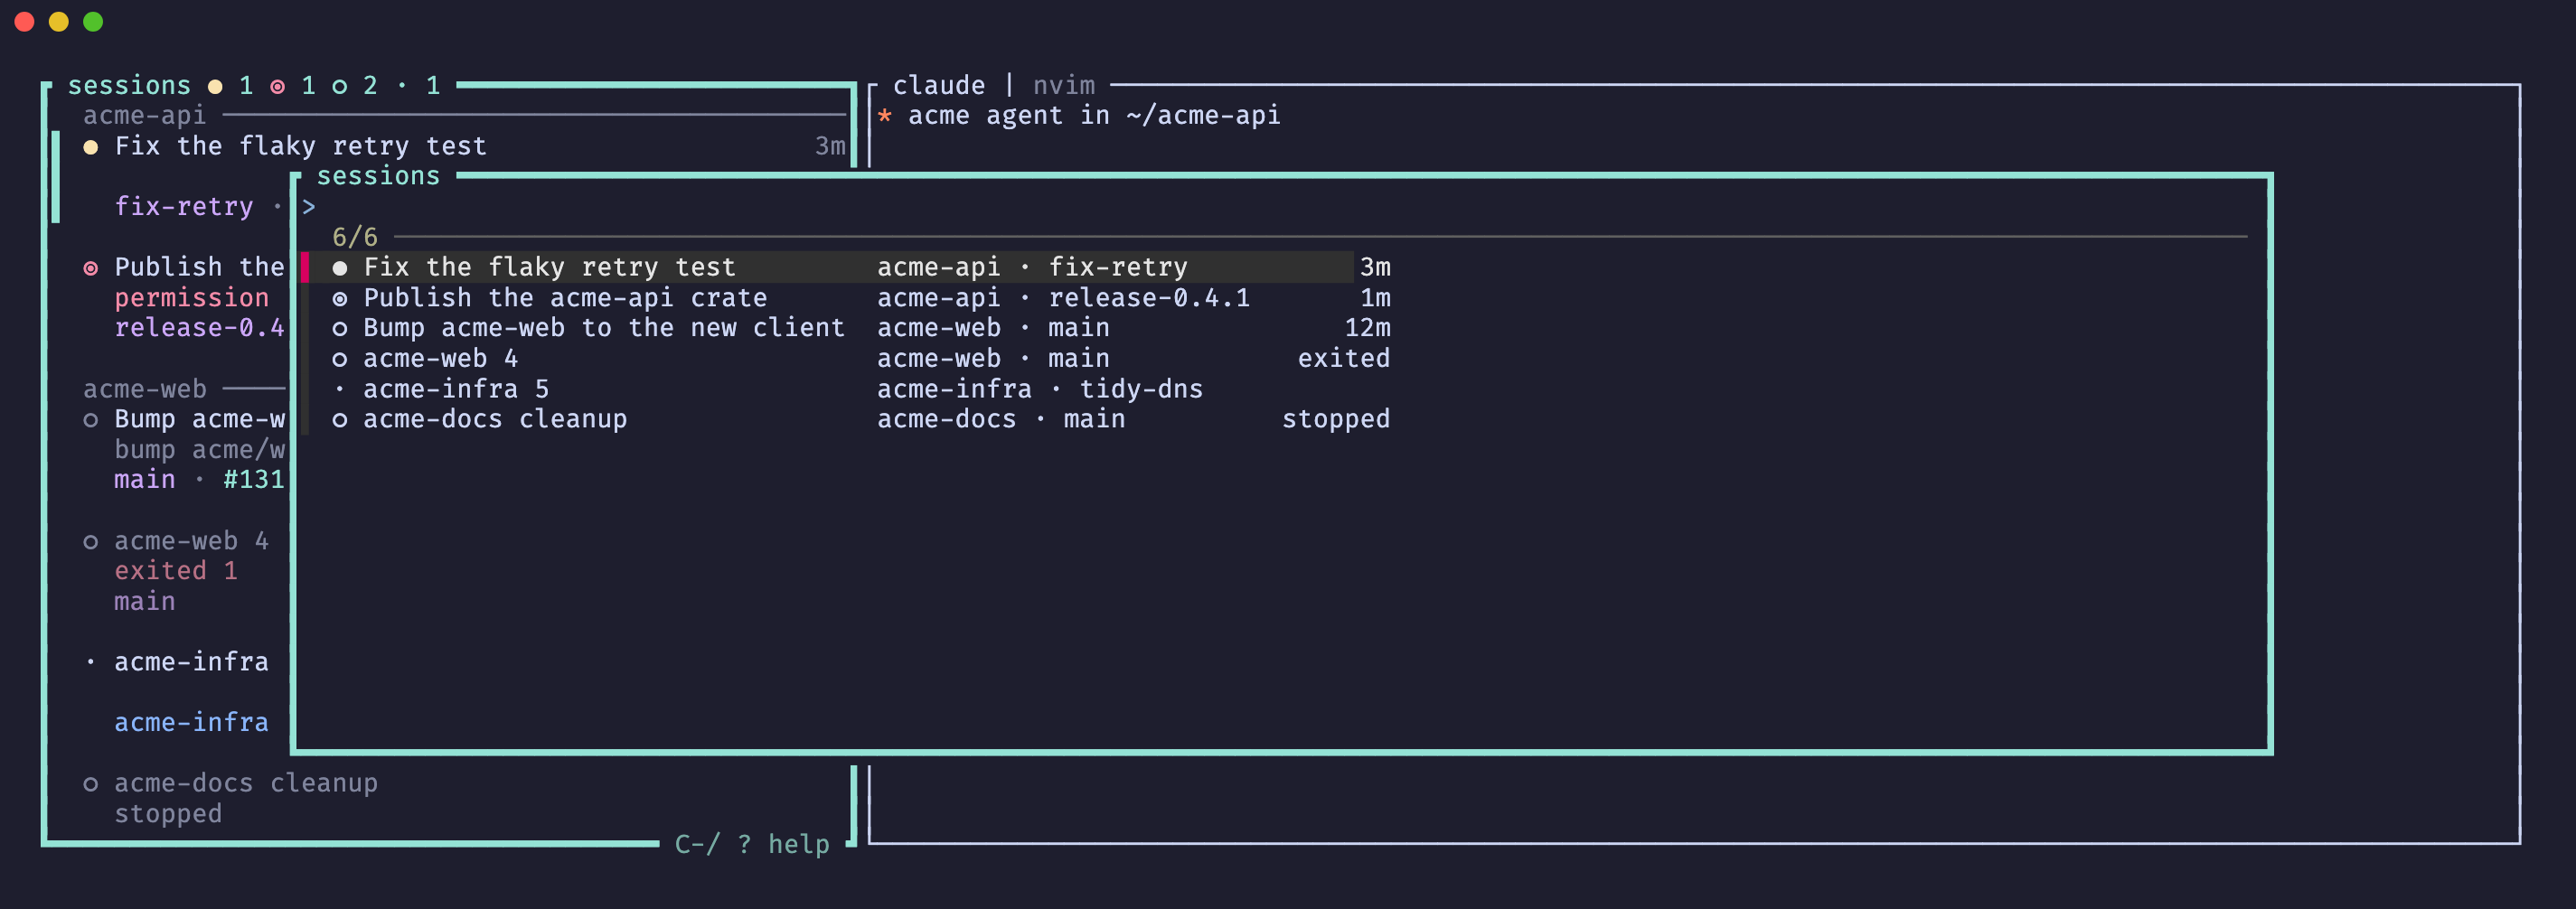 sessions ● 1 ◉ 1 ○ 2 · 1
claude | nvim
acme-api
* acme agent in ~/acme-api
● Fix the flaky retry test 3m
fix-retry ·
◉ Publish the
permission
release-0.4
acme-web
○ Bump acme-w
bump acme/w
main · #131
○ acme-web 4
exited 1
main
· acme-infra
acme-infra
○ acme-docs cleanup
stopped
C-/ ? help
sessions
>
6/6
● Fix the flaky retry test acme-api · fix-retry 3m
◉ Publish the acme-api crate acme-api · release-0.4.1 1m
○ Bump acme-web to the new client acme-web · main 12m
○ acme-web 4 acme-web · main exited
· acme-infra 5 acme-infra · tidy-dns
○ acme-docs cleanup acme-docs · main stopped